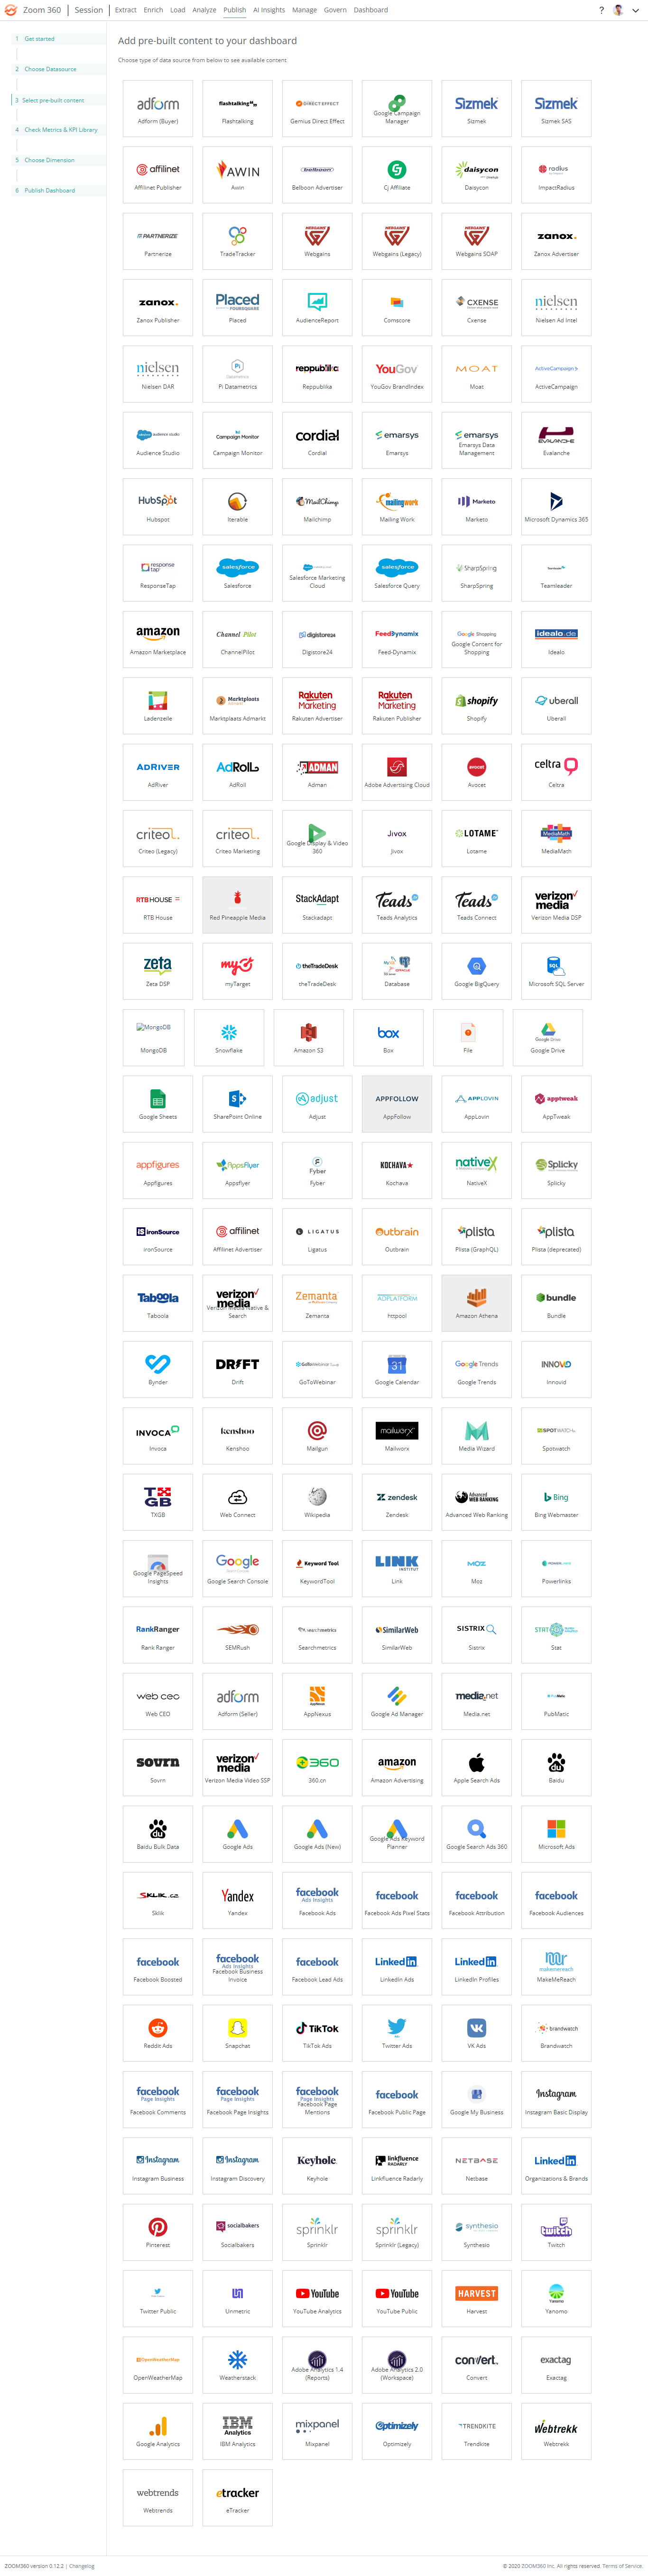 Zoom 360 | Session | Extract Enrich Load Analyze Publish AI Insights Manage Govern Dashboard ?
1 Get started
2 Choose Datasource
3 Select pre-built content
4 Check Metrics & KPI Library
5 Choose Dimension
6 Publish Dashboard
Add pre-built content to your dashboard
Choose type of data source from below to see available content
Adform (Buyer) Flashtalking Gemius Direct Effect Google Campaign Manager Sizmek Sizmek SAS
Affilinet Publisher Awin Belboon Advertiser Cj Affiliate Daisycon ImpactRadius
Partnerize TradeTracker Webgains Webgains (Legacy) Webgains SOAP Zanox Advertiser
Zanox Publisher Placed AudienceReport Comscore Cxense Nielsen Ad Intel
Nielsen DAR Pi Datametrics Reppublika YouGov BrandIndex Moat ActiveCampaign
Audience Studio Campaign Monitor Cordial Emarsys Emarsys Data Management Evalanche
Hubspot Iterable Mailchimp Mailing Work Marketo Microsoft Dynamics 365
ResponseTap Salesforce Salesforce Marketing Cloud Salesforce Query SharpSpring Teamleader
Amazon Marketplace ChannelPilot Digistore24 Feed-Dynamix Google Content for Shopping Idealo
Ladenzeile Marktplaats Admarkt Rakuten Advertiser Rakuten Publisher Shopify Uberall
AdRiver AdRoll Adman Adobe Advertising Cloud Avocet Celtra
Criteo (Legacy) Criteo Marketing Google Display & Video 360 Jivox Lotame MediaMath
RTB House Red Pineapple Media Stackadapt Teads Analytics Teads Connect Verizon Media DSP
Zeta DSP myTarget theTradeDesk Database Google BigQuery Microsoft SQL Server
MongoDB Snowflake Amazon S3 Box File Google Drive
Google Sheets SharePoint Online Adjust AppFollow AppLovin AppTweak
Appfigures Appsflyer Fyber Kochava NativeX Splicky
ironSource Affilinet Advertiser Ligatus Outbrain Plista (GraphQL) Plista (deprecated)
Taboola Verizon Media Native & Search Zemanta httpool Amazon Athena Bundle
Bynder Drift GoToWebinar Google Calendar Google Trends Innovid
Invoca Kenshoo Mailgun Mailworx Media Wizard Spotwatch
TXGB Web Connect Wikipedia Zendesk Advanced Web Ranking Bing Webmaster
Google PageSpeed Insights Google Search Console KeywordTool Link Moz Powerlinks
Rank Ranger SEMRush Searchmetrics SimilarWeb Sistrix Stat
Web CEO Adform (Seller) AppNexus Google Ad Manager Media.net PubMatic
Sovrn Verizon Media Video SSP 360.cn Amazon Advertising Apple Search Ads Baidu
Baidu Bulk Data Google Ads Google Ads (New) Google Ads Keyword Planner Google Search Ads 360 Microsoft Ads
Sklik Yandex Facebook Ads Facebook Ads Pixel Stats Facebook Attribution Facebook Audiences
Facebook Boosted Facebook Business Invoice Facebook Lead Ads LinkedIn Ads LinkedIn Profiles MakeMeReach
Reddit Ads Snapchat TikTok Ads Twitter Ads VK Ads Brandwatch
Facebook Comments Facebook Page Insights Facebook Page Mentions Facebook Public Page Google My Business Instagram Basic Display
Instagram Business Instagram Discovery Keyhole Linkfluence Radarly Netbase Organizations & Brands
Pinterest Socialbakers Sprinklr Sprinklr (Legacy) Synthesio Twitch
Twitter Public Unmetric YouTube Analytics YouTube Public Harvest Yanomo
OpenWeatherMap Weatherstack Adobe Analytics 1.4 (Reports) Adobe Analytics 2.0 (Workspace) Convert Exactag
Google Analytics IBM Analytics Mixpanel Optimizely Trendkite Webtrekk
Webtrends eTracker
ZOOM360 version 0.12.2 | Changelog © 2020 ZOOM360 Inc. All rights reserved. Terms of Service